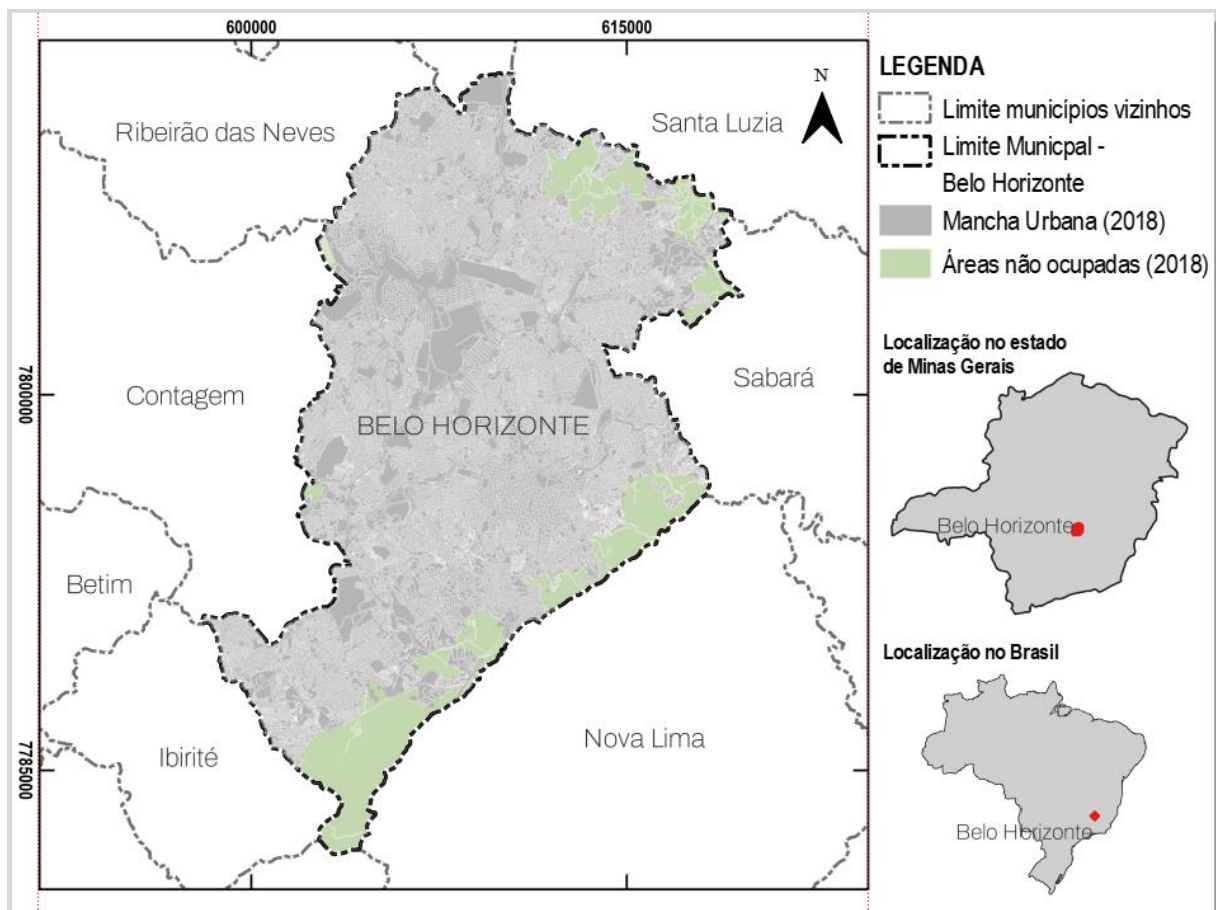 600000
615000
N
Ribeirão das Neves
Santa Luzia
Contagem
Sabará
BELO HORIZONTE
Betim
Ibirité
Nova Lima
7800000
7785000
LEGENDA
Limite municípios vizinhos
Limite Municpal -
Belo Horizonte
Mancha Urbana (2018)
Áreas não ocupadas (2018)
Localização no estado
de Minas Gerais
Belo Horizonte
Localização no Brasil
Belo Horizonte